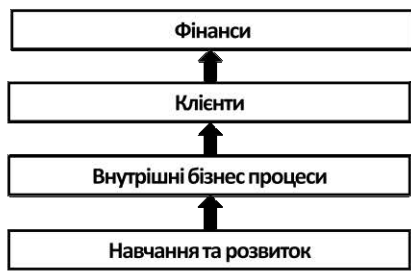 Фінанси
Клієнти
Внутрішні бізнес процеси
Навчання та розвиток